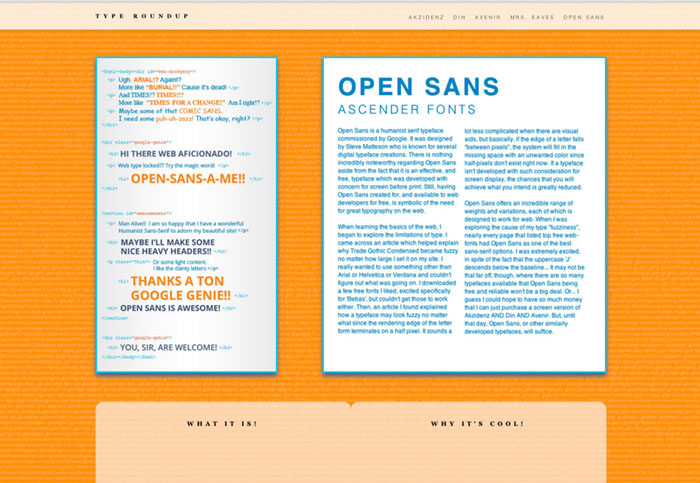 TYPE ROUNDUP
AKZIDENZ DIN AVENIR MRS. EAVES OPEN SANS
<html><body><div id="web-drudgery">
<p> Ugh. ARIAL!? Again!?
More like "BURIAL!!" Cause it's dead! </p>
<p> And TIMES!? TIMES!!?
More like "TIMES FOR A CHANGE!" Am I right!? </p>
<p> Maybe some of that COMIC SANS.
I need some puh-uh-zazz! That's okay, right? </p>
</div>
<div class="google-genie">
<h1> HI THERE WEB AFICIONADO! </h1>
<p> Web type locked?? Try the magic word! </p>
<h1> OPEN-SANS-A-ME!! </h1>
</div>
<section id="awesomeness">
<p> Man Alive!! I am so happy that I have a wonderful
Humanist Sans-Serif to adorn my beautiful site! </p>
<h1> MAYBE I'LL MAKE SOME
NICE HEAVY HEADERS!! </h1>
<p class="thin"> Or some light content.
I like the dainty letters </p>
<h1> THANKS A TON
GOOGLE GENIE!! </h1>
<h1> OPEN SANS IS AWESOME! </h1>
</section>
<div class="google-genie">
<h1> YOU, SIR, ARE WELCOME! </h1>
</div></body></html>
OPEN SANS
ASCENDER FONTS
Open Sans is a humanist serif typeface
commissioned by Google. It was designed
by Steve Matteson who is known for several
digital typeface creations. There is nothing
incredibly noteworthy regarding Open Sans
aside from the fact that it is an effective, and
free, typeface which was developed with
concern for screen before print. Still, having
Open Sans created for, and available to web
developers for free, is symbolic of the need
for great typography on the web.
When learning the basics of the web, I
began to explore the limitations of type. I
came across an article which helped explain
why Trade Gothic Condensed became fuzzy
no matter how large I set it on my site. I
really wanted to use something other than
Arial or Helvetica or Verdana and couldn't
figure out what was going on. I downloaded
a few free fonts I liked, excited specifically
for 'Bebas', but couldn't get those to work
either. Then, an article I found explained
how a typeface may look fuzzy no matter
what since the rendering edge of the letter
form terminates on a half pixel. It sounds a
lot less complicated when there are visual
aids, but basically, if the edge of a letter falls
"between pixels", the system will fill in the
missing space with an unwanted color since
half-pixels don't exist right now. If a typeface
isn't developed with such consideration for
screen display, the chances that you will
achieve what you intend is greatly reduced.
Open Sans offers an incredible range of
weights and variations, each of which is
designed to work on the web. When I was
exploring the cause of my type "fuzziness",
nearly every page that listed top free web-
fonts had Open Sans as one of the best
sans-serif options. I was extremely excited,
in spite of the fact that the uppercase 'J'
descends below the baseline... It may not be
that far off, though, where there are so many
typefaces available that Open Sans being
free and reliable won't be a big deal. Or... I
guess I could hope to have so much money
that I can just purchase a screen version of
Akzidenz AND Din AND Avenir. But, until
that day, Open Sans, or other similarly
developed typefaces, will suffice.
WHAT IT IS!
WHY IT'S COOL!